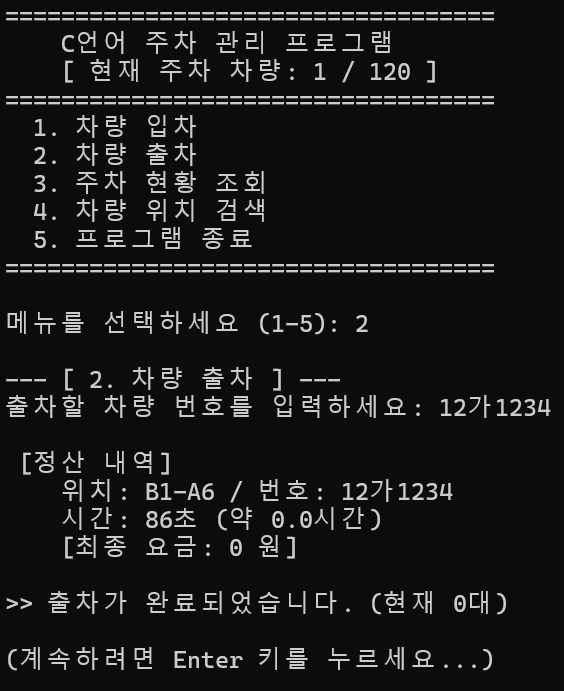 ===================================
C언어 주차 관리 프로그램
[ 현재 주차 차량: 1 / 120 ]
===================================
1. 차량 입차
2. 차량 출차
3. 주차 현황 조회
4. 차량 위치 검색
5. 프로그램 종료
===================================
메뉴를 선택하세요 (1-5): 2
--- [ 2. 차량 출차 ] ---
출차할 차량 번호를 입력하세요: 12가1234
[정산 내역]
위치: B1-A6 / 번호: 12가1234
시간: 86초 (약 0.0시간)
[최종 요금: 0 원]
>> 출차가 완료되었습니다. (현재 0대)
(계속하려면 Enter 키를 누르세요...)